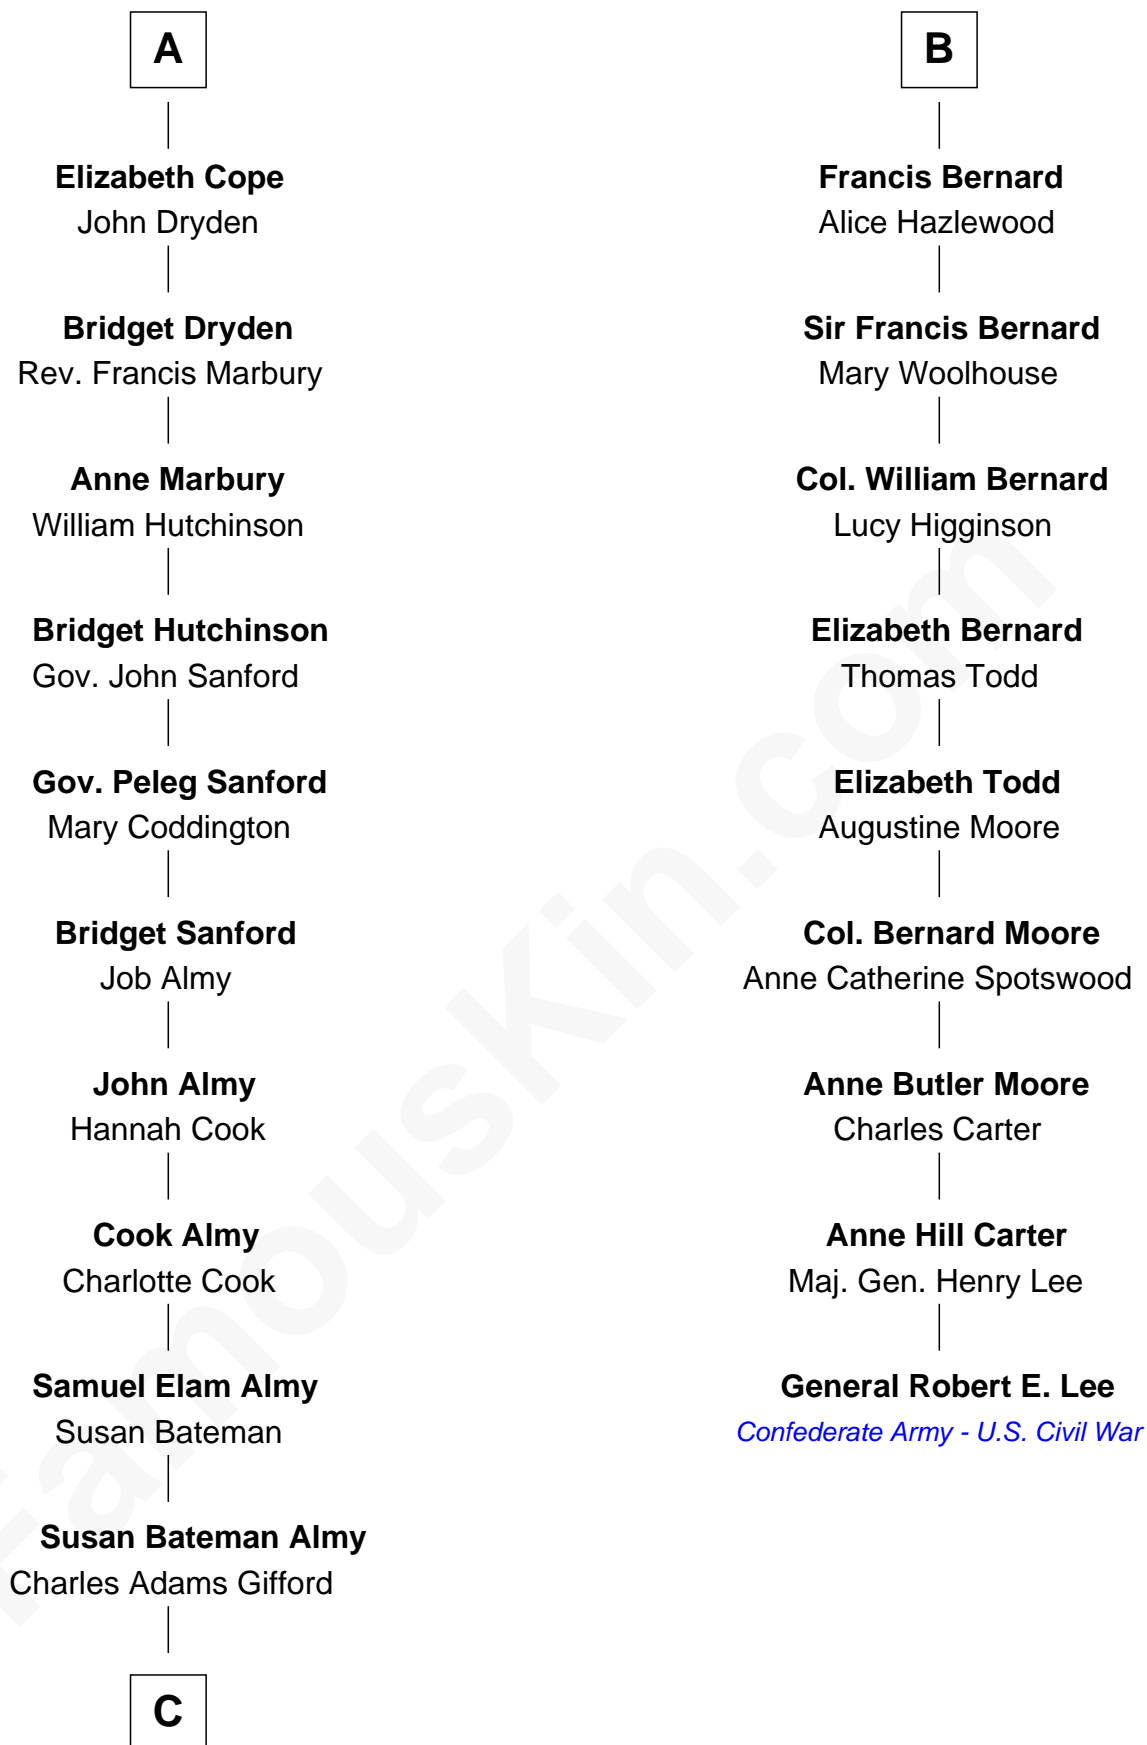 A
Elizabeth Cope
John Dryden
Bridget Dryden
Rev. Francis Marbury
Anne Marbury
William Hutchinson
Bridget Hutchinson
Gov. John Sanford
Gov. Peleg Sanford
Mary Coddington
Bridget Sanford
Job Almy
John Almy
Hannah Cook
Cook Almy
Charlotte Cook
Samuel Elam Almy
Susan Bateman
Susan Bateman Almy
Charles Adams Gifford
C
B
Francis Bernard
Alice Hazlewood
Sir Francis Bernard
Mary Woolhouse
Col. William Bernard
Lucy Higginson
Elizabeth Bernard
Thomas Todd
Elizabeth Todd
Augustine Moore
Col. Bernard Moore
Anne Catherine Spotswood
Anne Butler Moore
Charles Carter
Anne Hill Carter
Maj. Gen. Henry Lee
General Robert E. Lee
Confederate Army - U.S. Civil War
FamousKin.com